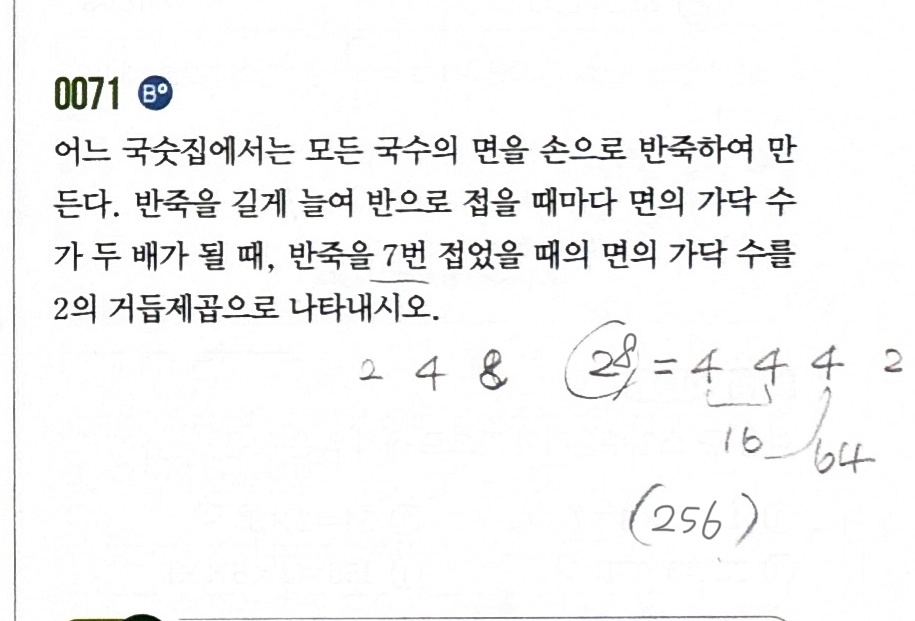 0071 B°
어느 국숫집에서는 모든 국수의 면을 손으로 반죽하여 만
든다. 반죽을 길게 늘여 반으로 접을 때마다 면의 가닥 수
가 두 배가 될 때, 반죽을 7번 접었을 때의 면의 가닥 수를
2의 거듭제곱으로 나타내시오.
2 4 8 2⁸ = 4 4 4 2
16 64
(256)